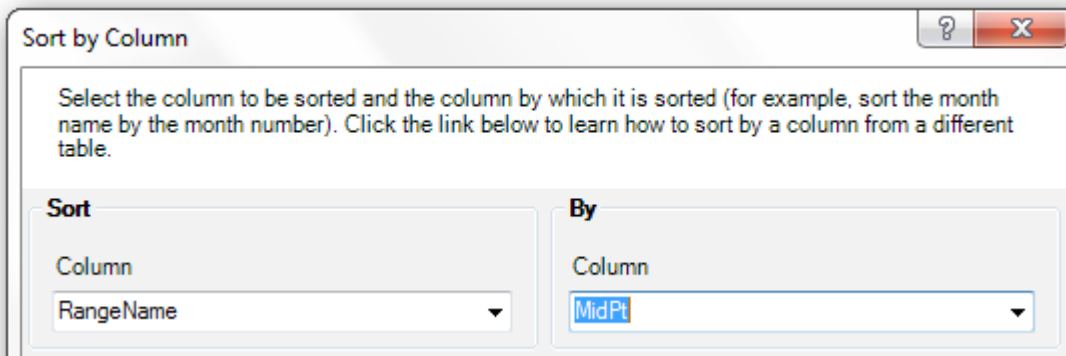 Sort by Column
Select the column to be sorted and the column by which it is sorted (for example, sort the month
name by the month number). Click the link below to learn how to sort by a column from a different
table.
Sort
By
Column
Column
RangeName
MidPt